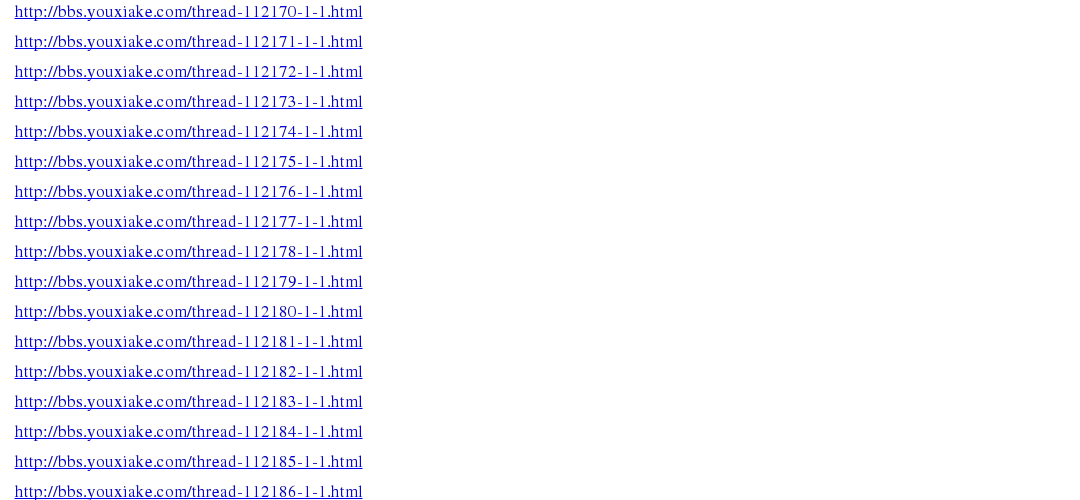 http://bbs.youxiake.com/thread-112170-1-1.html
http://bbs.youxiake.com/thread-112171-1-1.html
http://bbs.youxiake.com/thread-112172-1-1.html
http://bbs.youxiake.com/thread-112173-1-1.html
http://bbs.youxiake.com/thread-112174-1-1.html
http://bbs.youxiake.com/thread-112175-1-1.html
http://bbs.youxiake.com/thread-112176-1-1.html
http://bbs.youxiake.com/thread-112177-1-1.html
http://bbs.youxiake.com/thread-112178-1-1.html
http://bbs.youxiake.com/thread-112179-1-1.html
http://bbs.youxiake.com/thread-112180-1-1.html
http://bbs.youxiake.com/thread-112181-1-1.html
http://bbs.youxiake.com/thread-112182-1-1.html
http://bbs.youxiake.com/thread-112183-1-1.html
http://bbs.youxiake.com/thread-112184-1-1.html
http://bbs.youxiake.com/thread-112185-1-1.html
http://bbs.youxiake.com/thread-112186-1-1.html